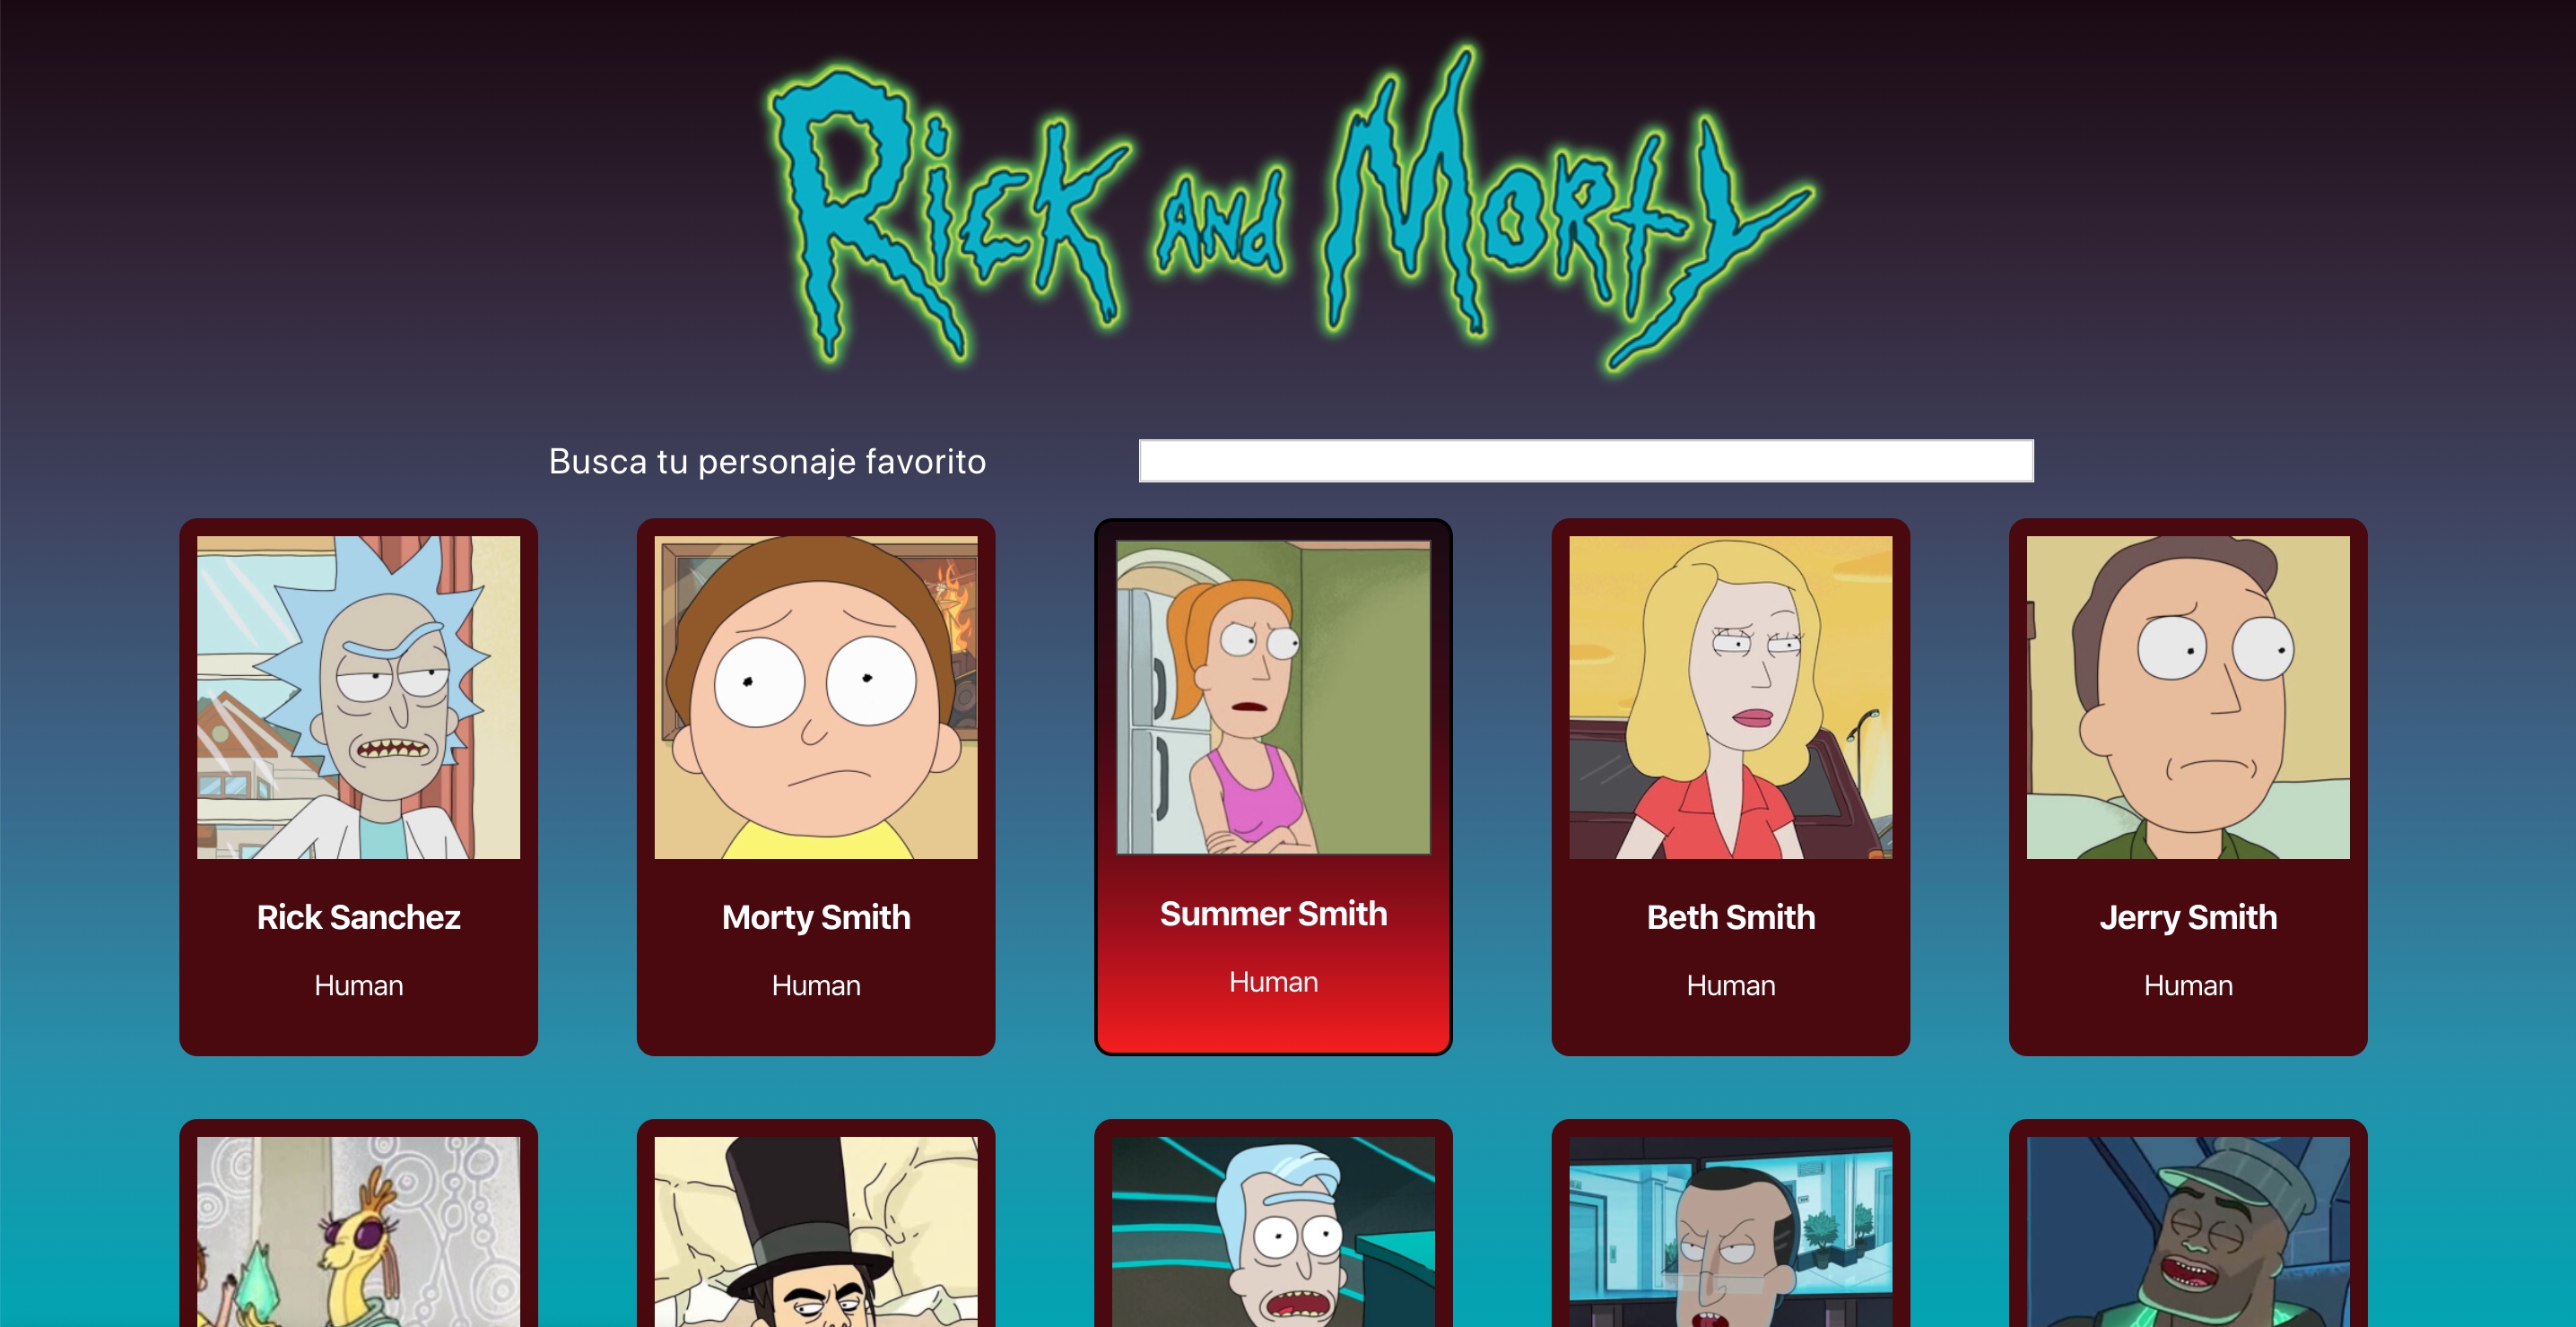 Rick and Morty
Busca tu personaje favorito
Rick Sanchez
Human
Morty Smith
Human
Summer Smith
Human
Beth Smith
Human
Jerry Smith
Human